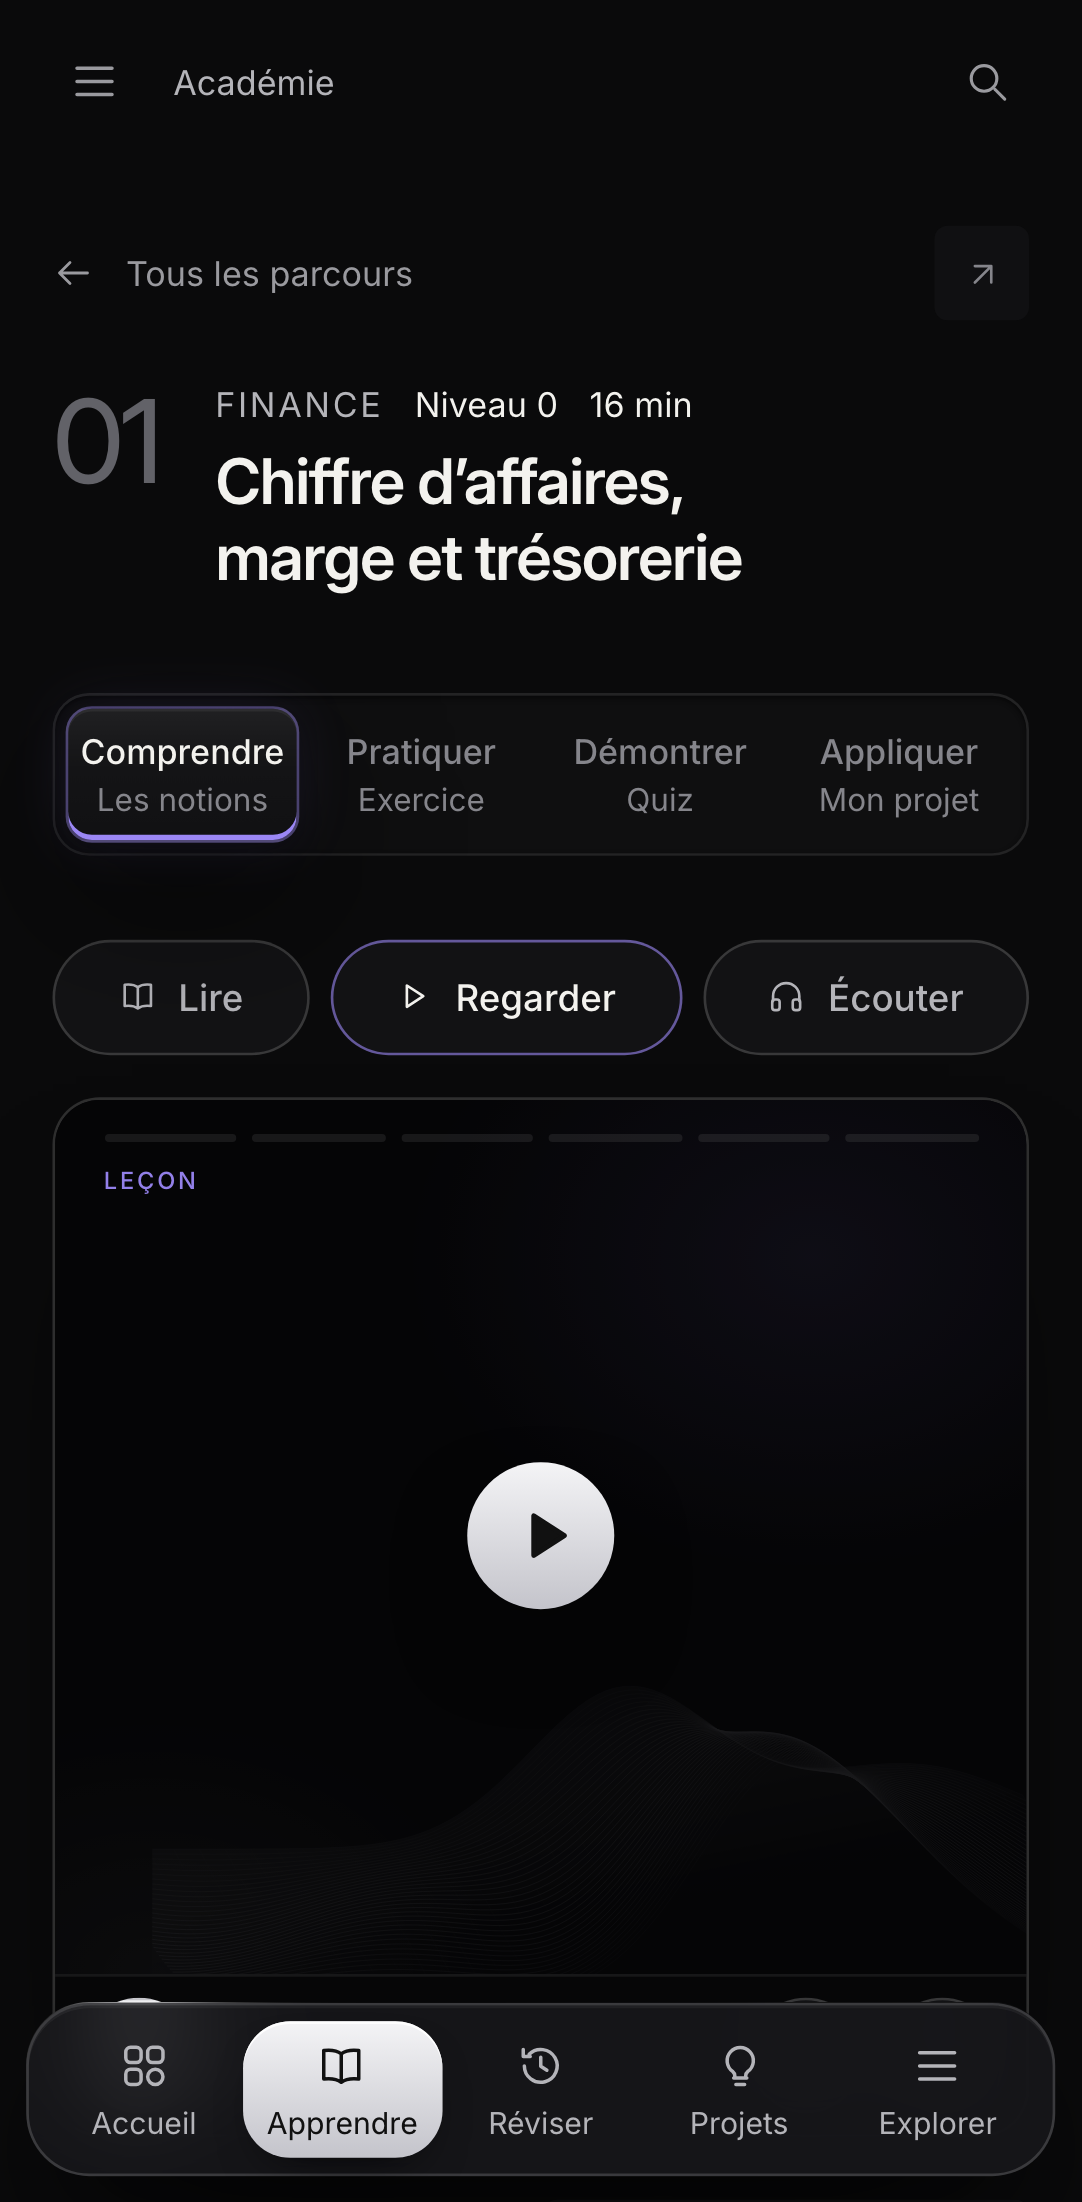 Académie
Tous les parcours
01
FINANCE Niveau 0 16 min
Chiffre d’affaires,
marge et trésorerie
Comprendre
Les notions
Pratiquer
Exercice
Démontrer
Quiz
Appliquer
Mon projet
Lire
Regarder
Écouter
LEÇON
Accueil
Apprendre
Réviser
Projets
Explorer